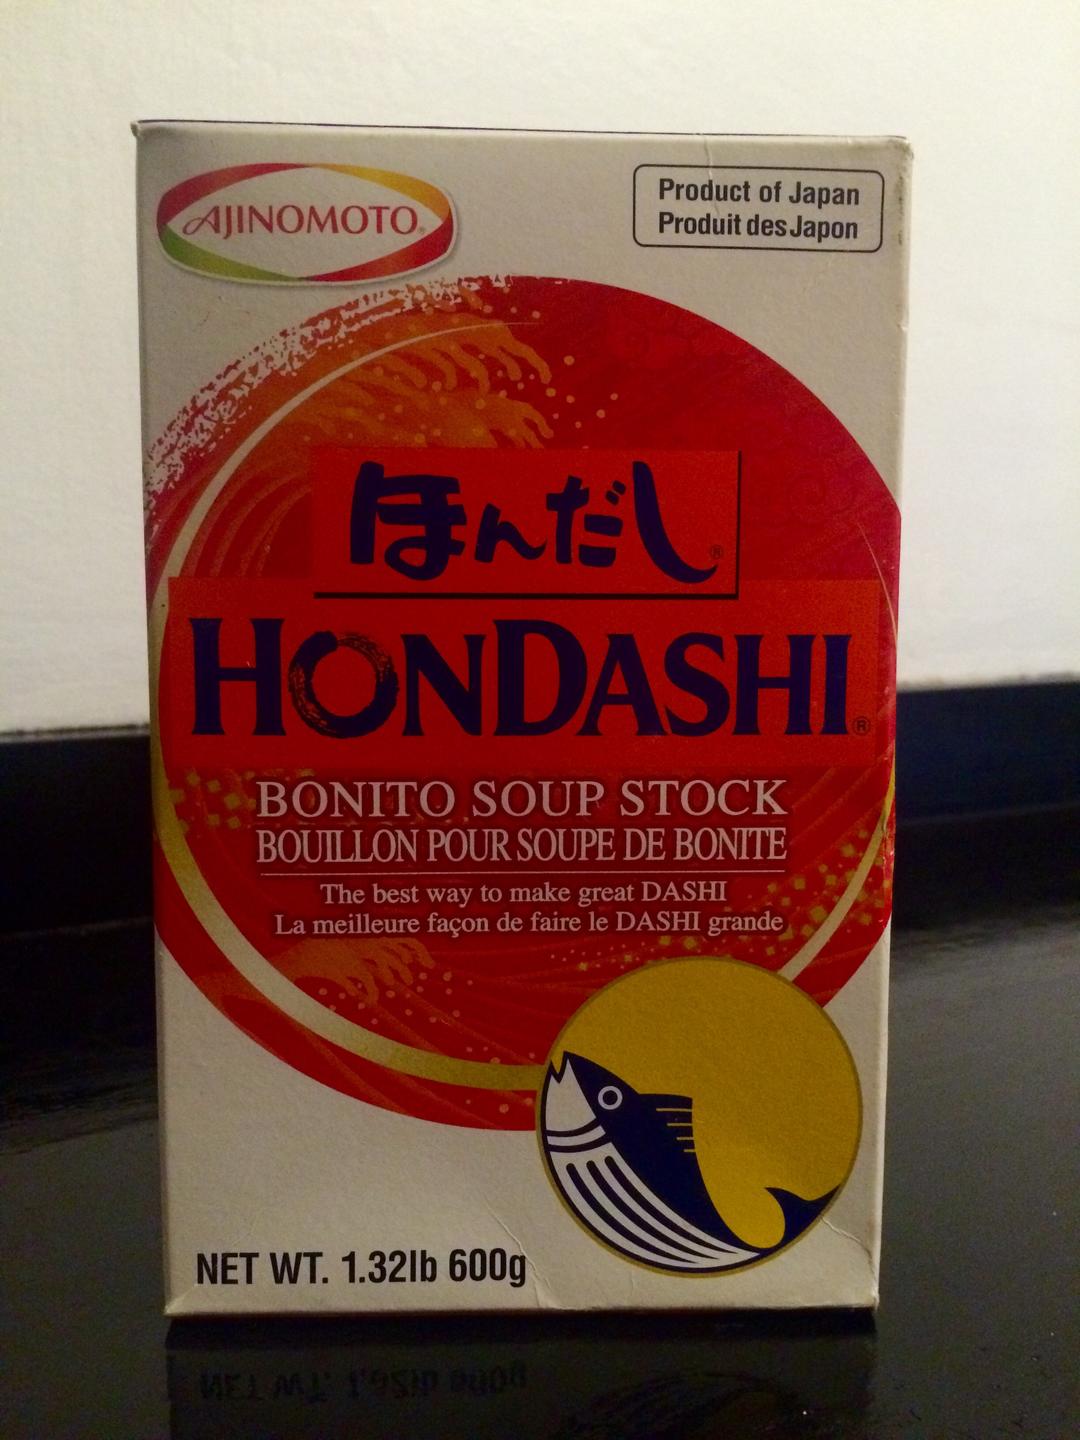 AJINOMOTO®
Product of Japan
Produit des Japon
ほんだし®
HONDASHI®
BONITO SOUP STOCK
BOUILLON POUR SOUPE DE BONITE
The best way to make great DASHI
La meilleure façon de faire le DASHI grande
NET WT. 1.32lb 600g